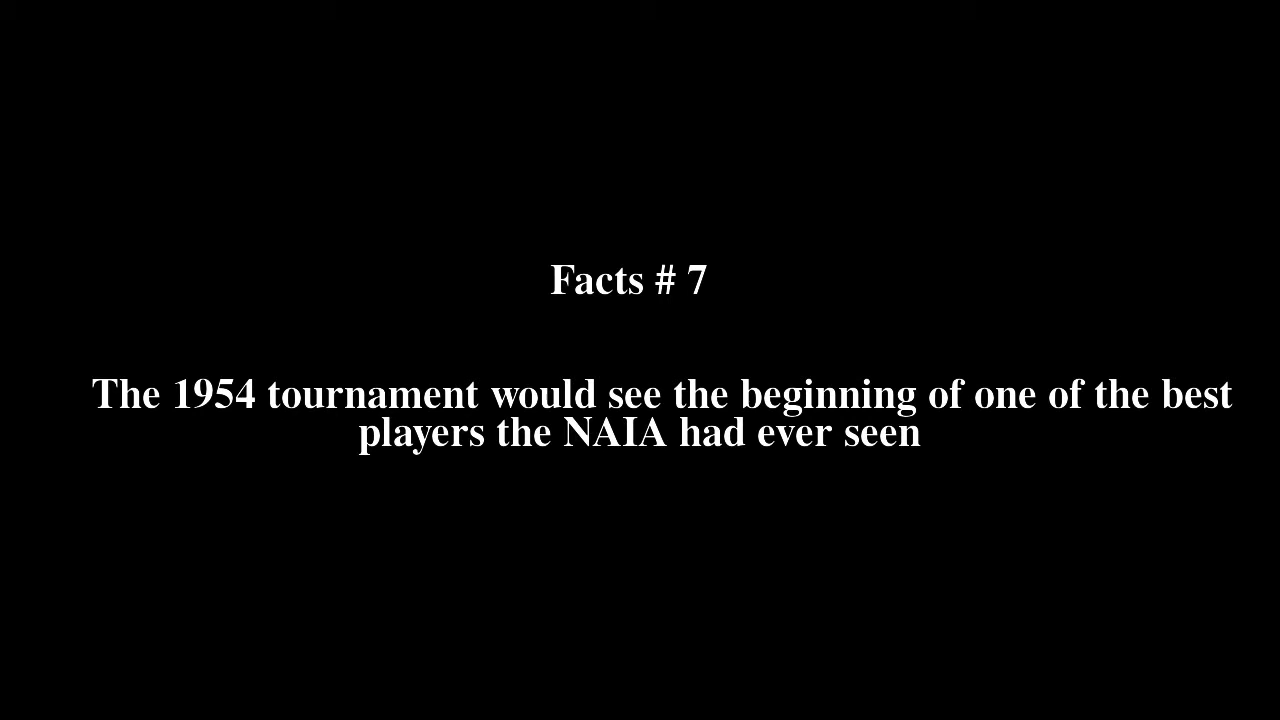 Facts # 7
The 1954 tournament would see the beginning of one of the best
players the NAIA had ever seen